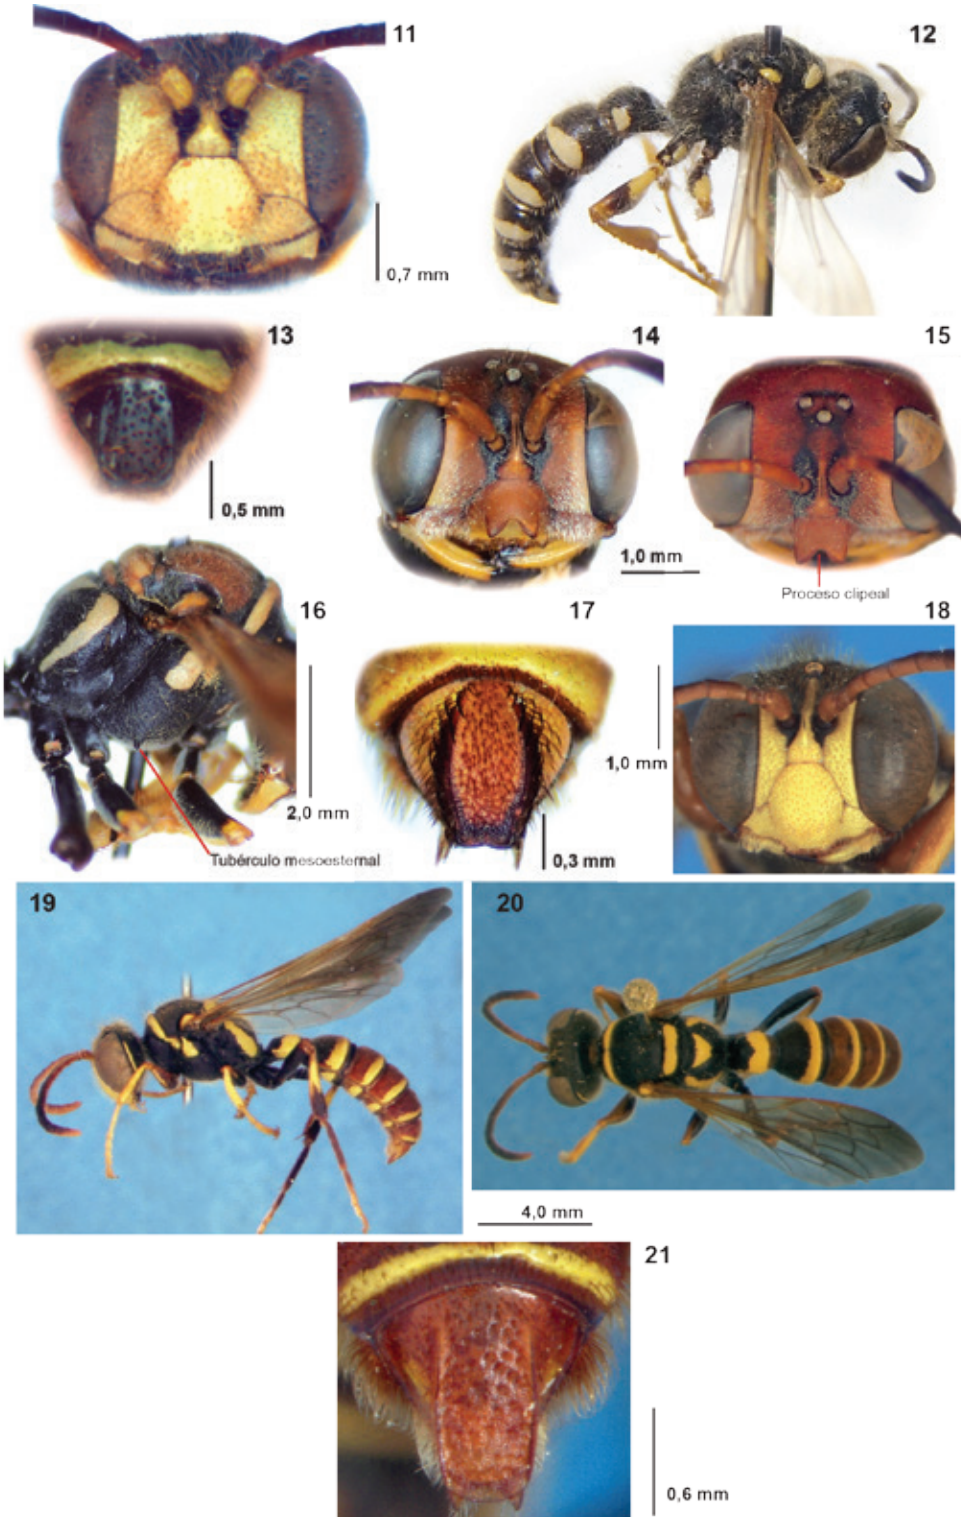 11
12
0,7 mm
13
14
15
0,5 mm
1,0 mm
Proceso clipeal
16
17
18
1,0 mm
2,0 mm
0,3 mm
Tubérculo mesoesternal
19
20
4,0 mm
21
0,6 mm